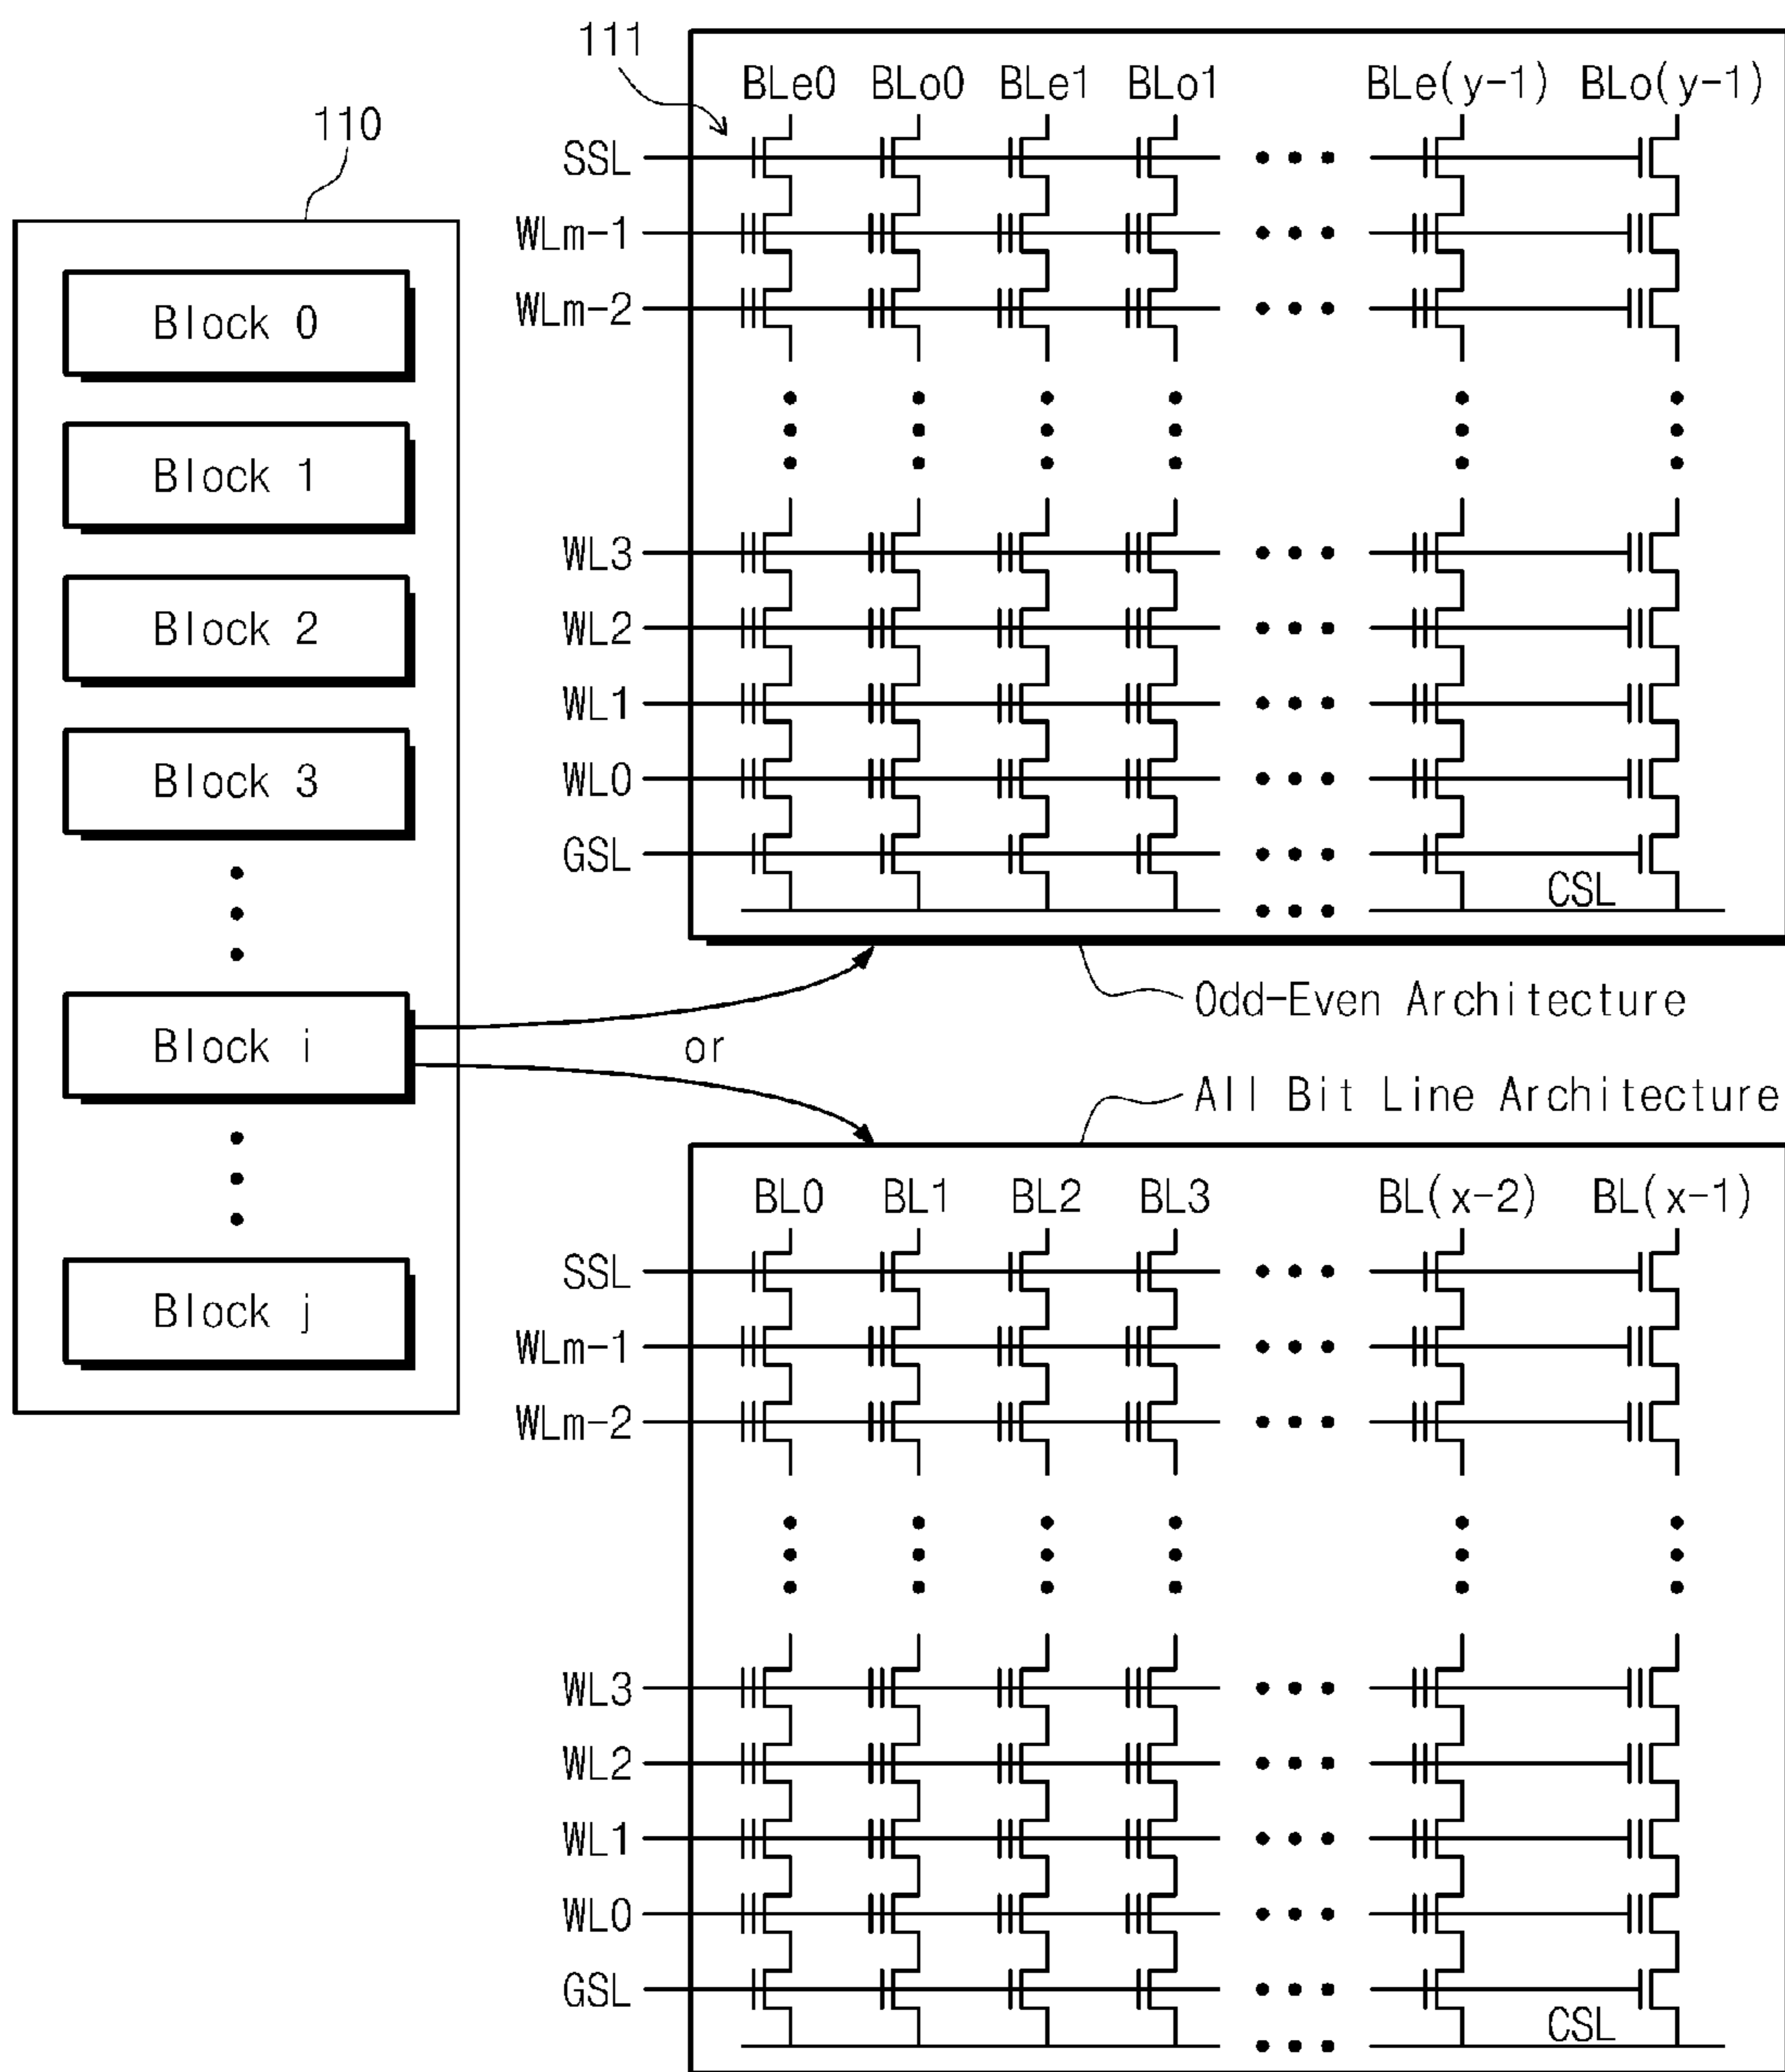 110
Block 0
Block 1
Block 2
Block 3
Block i
Block j
111
BLe0 BLo0 BLe1 BLo1 BLe(y-1) BLo(y-1)
SSL
WLm-1
WLm-2
WL3
WL2
WL1
WL0
GSL
CSL
Odd-Even Architecture
or
All Bit Line Architecture
BL0 BL1 BL2 BL3 BL(x-2) BL(x-1)
SSL
WLm-1
WLm-2
WL3
WL2
WL1
WL0
GSL
CSL